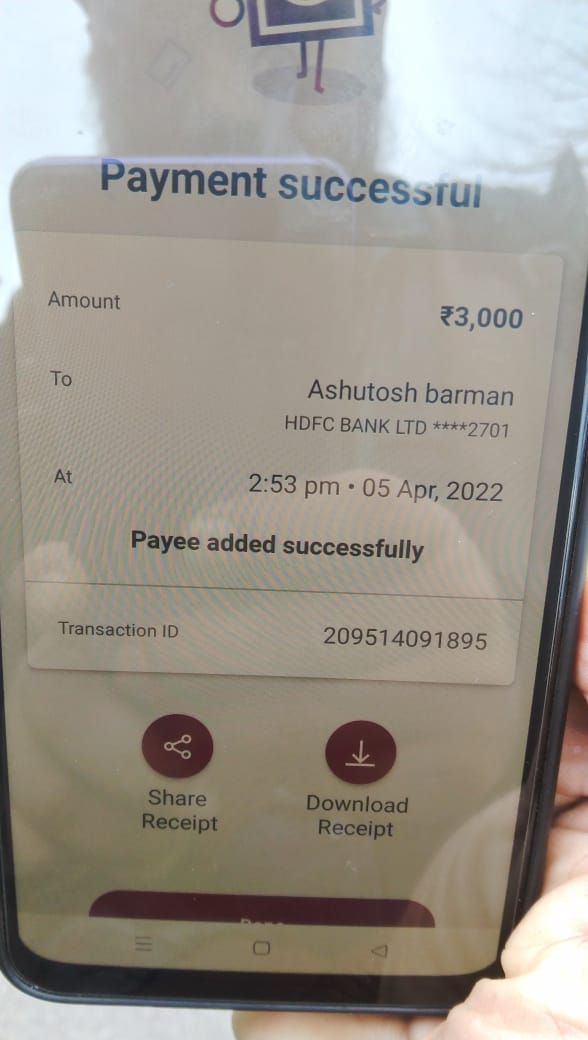 Payment successful
Amount
₹3,000
To
Ashutosh barman
HDFC BANK LTD ****2701
At
2:53 pm • 05 Apr, 2022
Payee added successfully
Transaction ID
209514091895
Share
Receipt
Download
Receipt